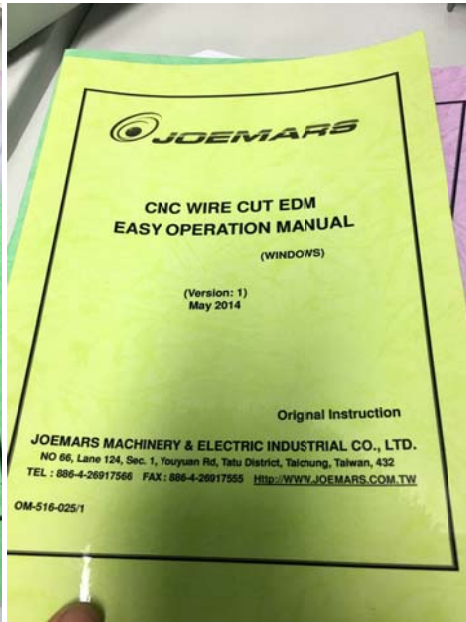 JOEMARS
CNC WIRE CUT EDM
EASY OPERATION MANUAL
(WINDOWS)
(Version: 1)
May 2014
Orignal Instruction
JOEMARS MACHINERY & ELECTRIC INDUSTRIAL CO., LTD.
NO 66, Lane 124, Sec. 1, Youyuan Rd, Tatu District, Taichung, Taiwan, 432
TEL : 886-4-26917566 FAX : 886-4-26917555 Http://WWW.JOEMARS.COM.TW
OM-516-025/1